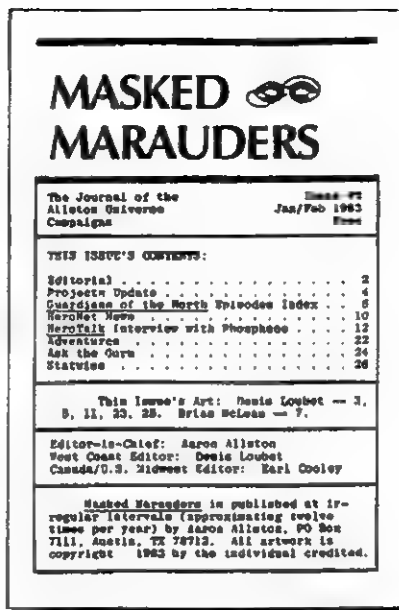 MASKED
MARAUDERS
The Journal of the
Allston Universe Jan/Feb 1983
Campaigns Free
THIS ISSUE'S CONTENTS:
Editorial . . . . . . . . . . . . . . . . . . 2
Projects Update . . . . . . . . . . . . . . . 4
Guardians of the North Episodes Index . . . . 6
HeroNet News . . . . . . . . . . . . . . . . 10
HeroTalk Interview with Phosphene . . . . . . 12
Adventures . . . . . . . . . . . . . . . . . 22
Ask the Guru . . . . . . . . . . . . . . . . 24
Statwise . . . . . . . . . . . . . . . . . . 26
This Issue's Art: Denis Loubet -- 3,
5, 11, 23, 25. Brian McLean -- 7.
Editor-in-Chief: Aaron Allston
West Coast Editor: Denis Loubet
Canada/U.S. Midwest Editor: Earl Cooley
Masked Marauders is published at ir-
regular intervals (approximating twelve
times per year) by Aaron Allston, PO Box
7111, Austin, TX 78712. All artwork is
copyright 1983 by the individual credited.